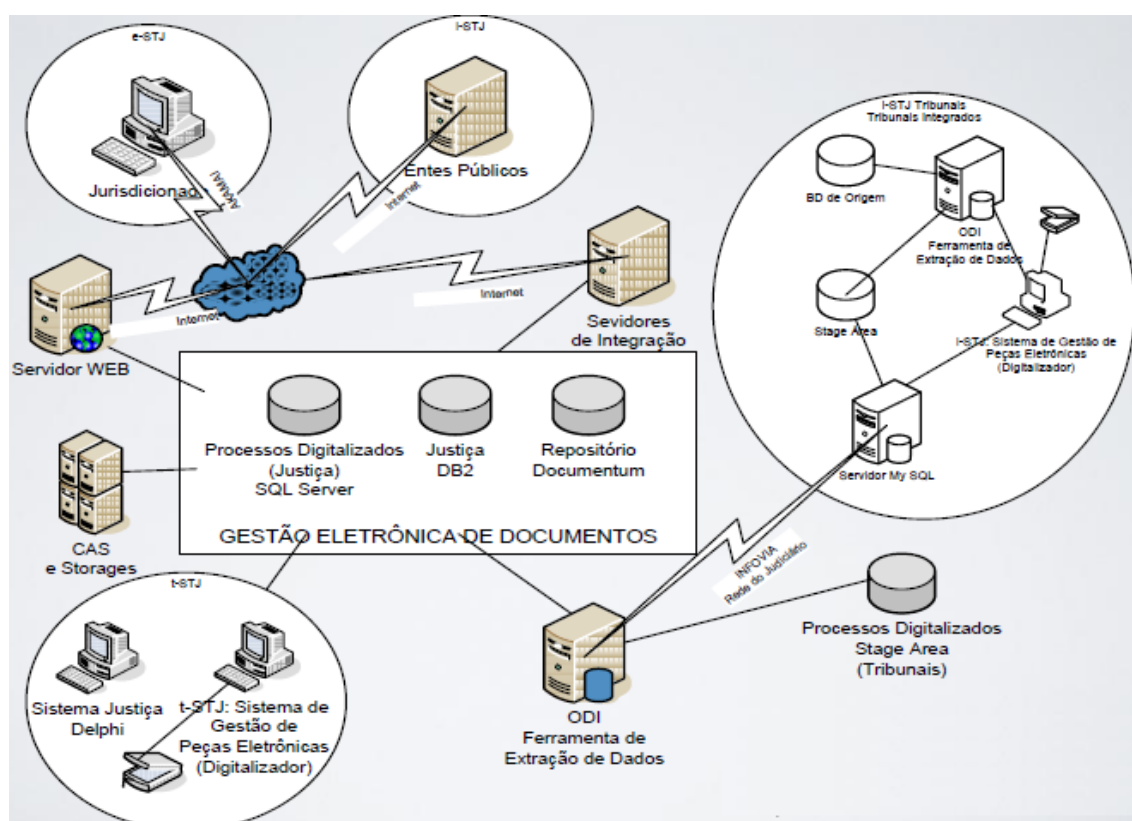 e-STJ
i-STJ
Jurisdicionado
AKAMAI
Entes Públicos
Internet
Internet
Internet
Servidor WEB
Sevidores
de Integração
I-STJ Tribunais
Tribunais Integrados
BD de Origem
ODI
Ferramenta de
Extração de Dados
Stage Area
I-STJ: Sistema de Gestão de
Peças Eletrônicas
(Digitalizador)
Servidor My SQL
Processos Digitalizados
(Justiça)
SQL Server
Justiça
DB2
Repositório
Documentum
GESTÃO ELETRÔNICA DE DOCUMENTOS
CAS
e Storages
INFOVIA
Rede do Judiciário
Processos Digitalizados
Stage Area
(Tribunais)
t-STJ
Sistema Justiça
Delphi
t-STJ: Sistema de
Gestão de
Peças Eletrônicas
(Digitalizador)
ODI
Ferramenta de
Extração de Dados